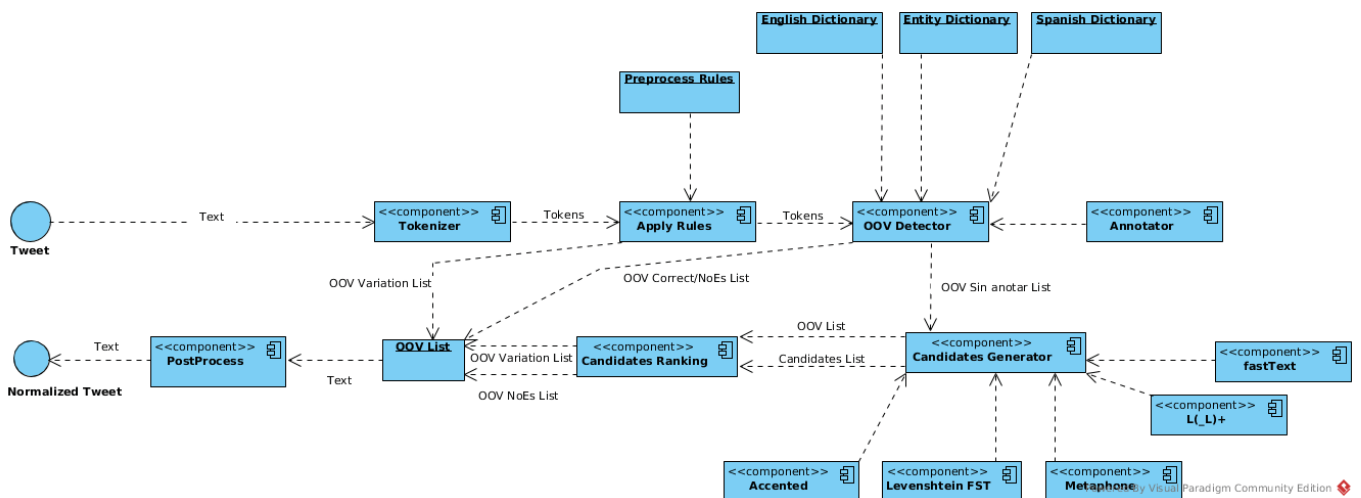 English Dictionary
Entity Dictionary
Spanish Dictionary
Preprocess Rules
Text
<<component>>
Tokenizer
Tokens
<<component>>
Apply Rules
Tokens
<<component>>
OOV Detector
<<component>>
Annotator
Tweet
OOV Variation List
OOV Correct/NoEs List
OOV Sin anotar List
Text
<<component>>
PostProcess
OOV List
OOV Variation List
<<component>>
Candidates Ranking
OOV List
Candidates List
<<component>>
Candidates Generator
<<component>>
fastText
Normalized Tweet
Text
OOV NoEs List
<<component>>
L(_L)+
<<component>>
Accented
<<component>>
Levenshtein FST
<<component>>
Metaphone
Powered By Visual Paradigm Community Edition